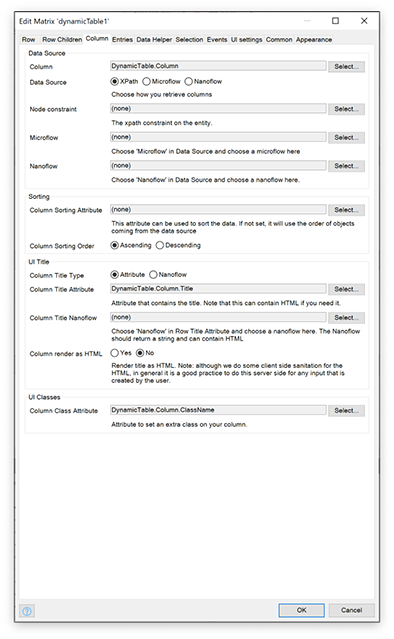 Edit Matrix 'dynamicTable1'
Row Row Children Column Entries Data Helper Selection Events UI settings Common Appearance
Data Source
Column DynamicTable.Column Select...
Data Source XPath Microflow Nanoflow
Choose how you retrieve columns
Node constraint (none) Select...
The xpath constraint on the entity.
Microflow (none) Select...
Choose 'Microflow' in Data Source and choose a microflow here
Nanoflow (none) Select...
Choose 'Nanoflow' in Data Source and choose a nanoflow here.
Sorting
Column Sorting Attribute (none) Select...
This attribute can be used to sort the data. If not set, it will use the order of objects
coming from the data source
Column Sorting Order Ascending Descending
UI Title
Column Title Type Attribute Nanoflow
Column Title Attribute DynamicTable.Column.Title Select...
Attribute that contains the title. Note that this can contain HTML if you need it.
Column Title Nanoflow (none) Select...
Choose 'Nanoflow' in Row Title Attribute and choose a nanoflow here. The Nanoflow
should return a string and can contain HTML
Column render as HTML Yes No
Render title as HTML. Note: although we do some client side sanitation for the
HTML, in general it is a good practice to do this server side for any input that is
created by the user.
UI Classes
Column Class Attribute DynamicTable.Column.ClassName Select...
Attribute to set an extra class on your column.
? OK Cancel